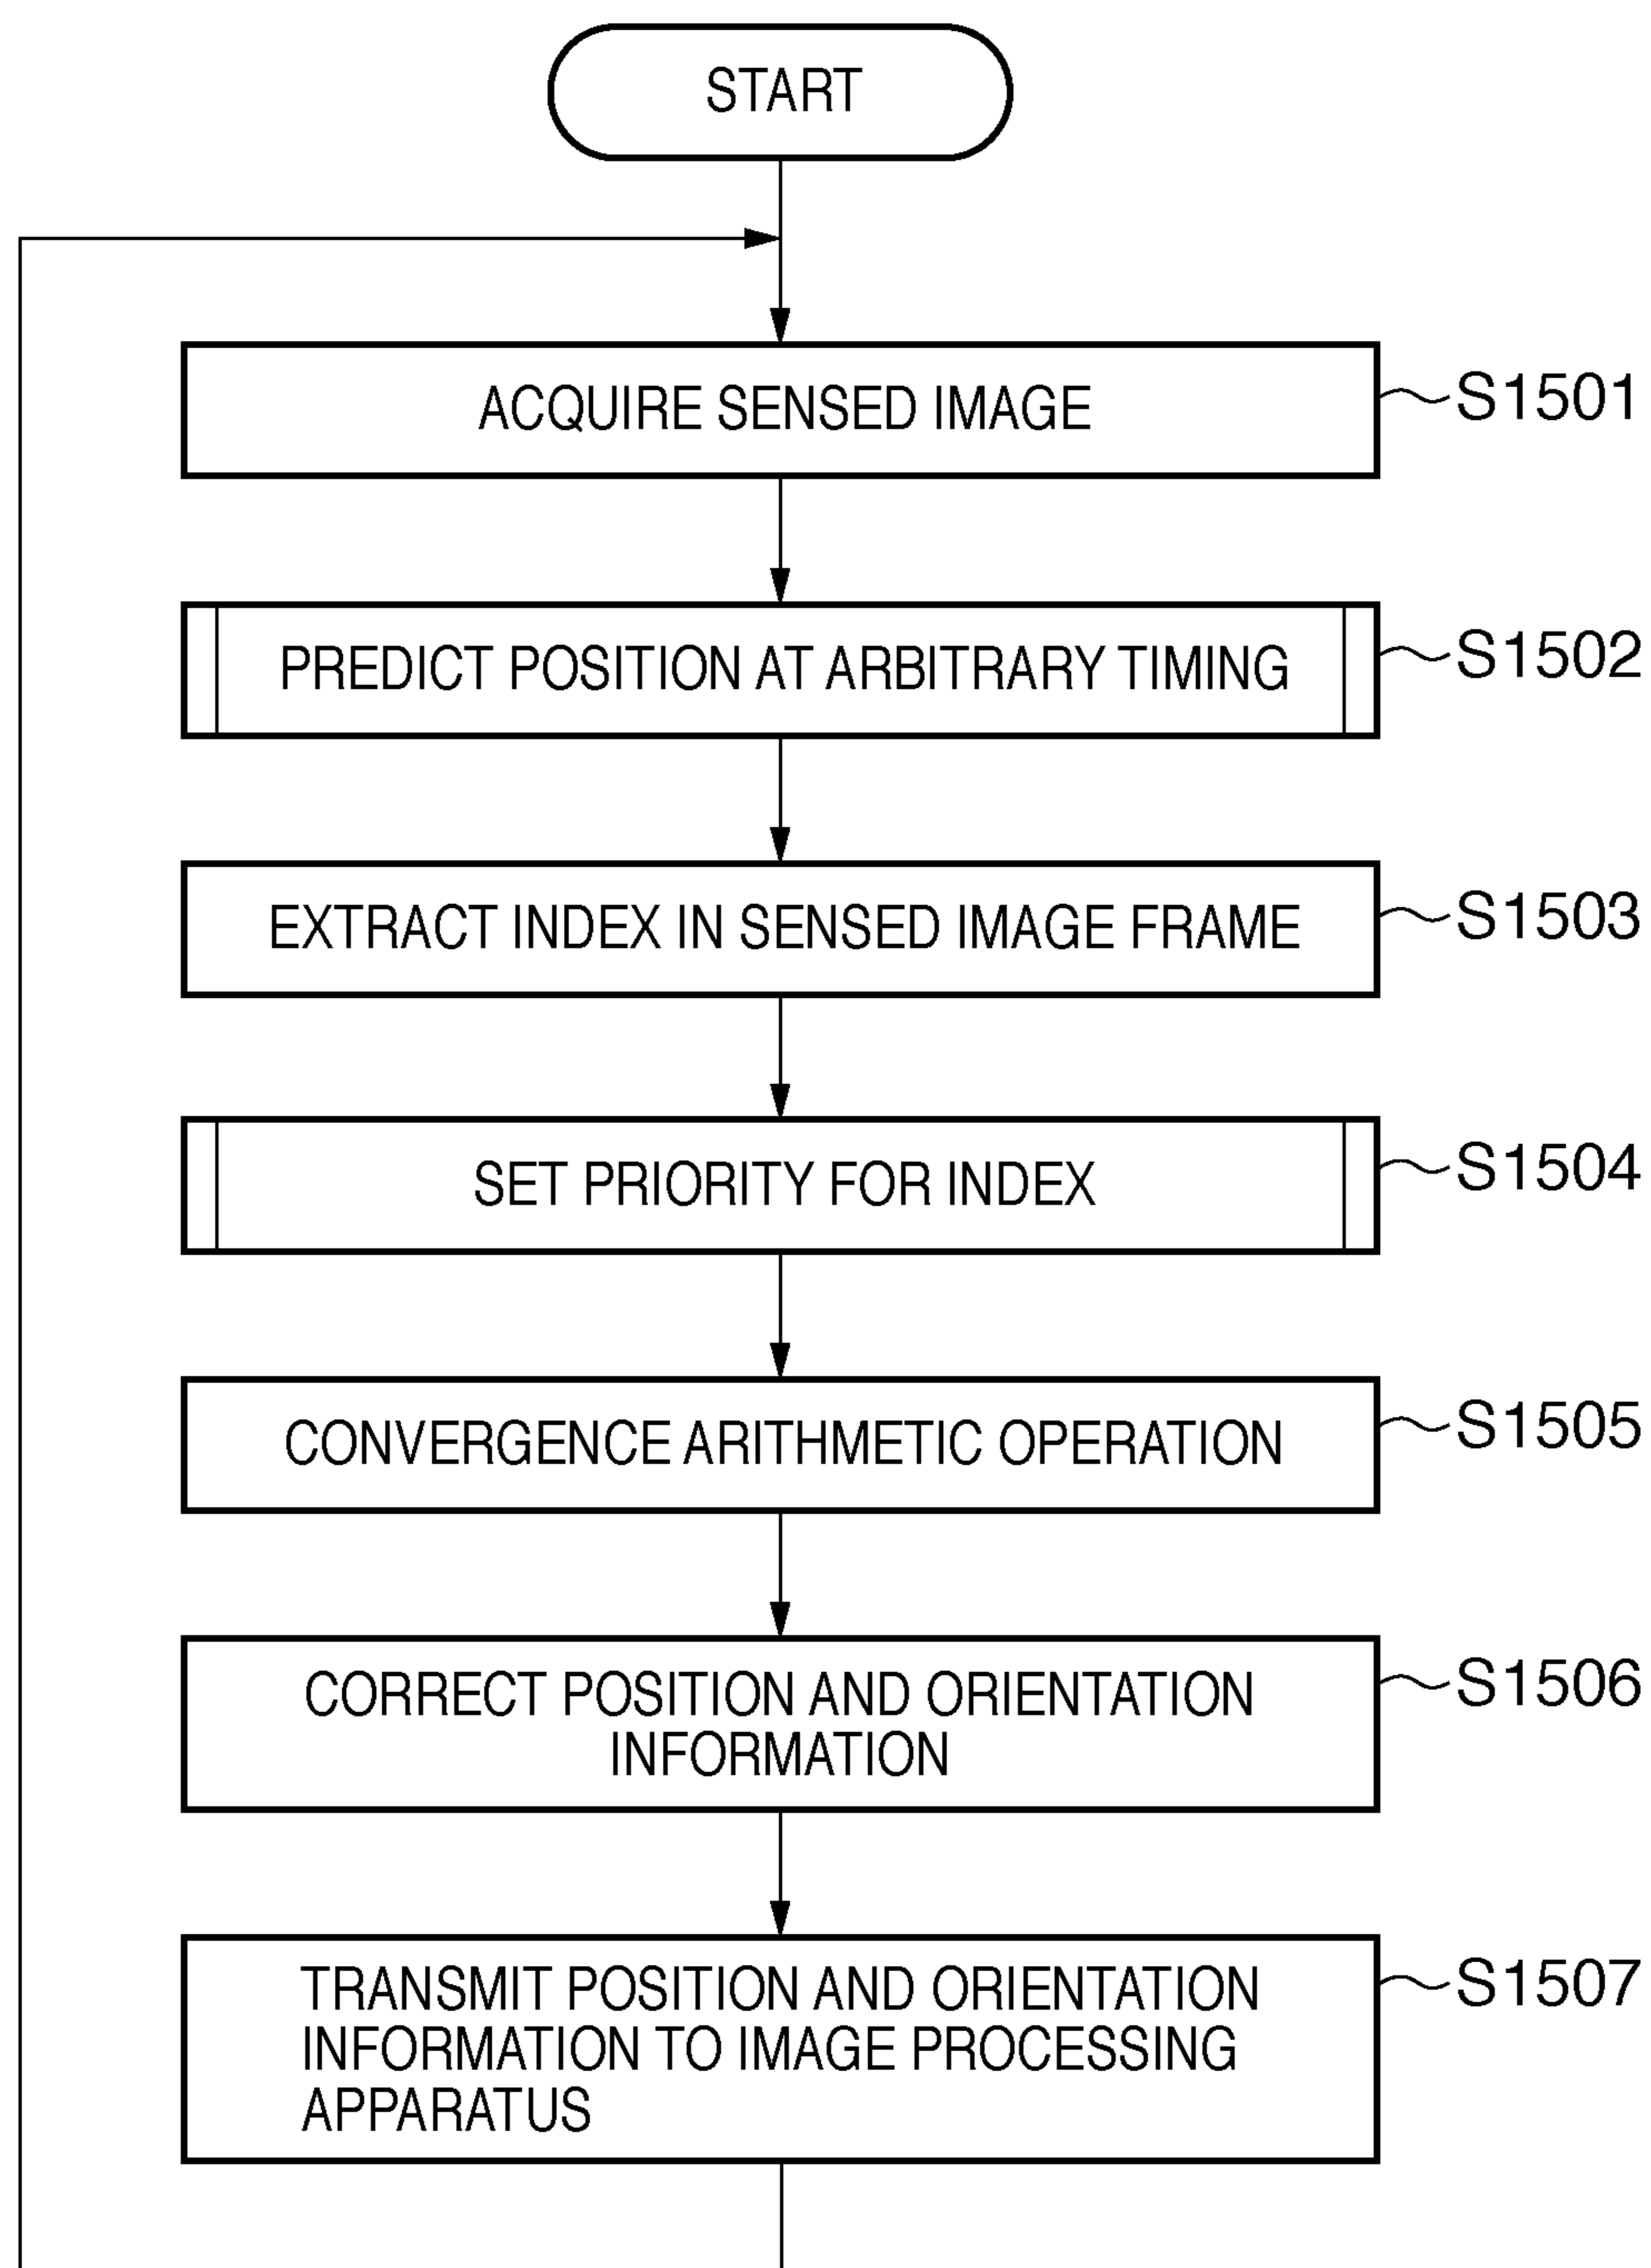 START
ACQUIRE SENSED IMAGE
S1501
PREDICT POSITION AT ARBITRARY TIMING
S1502
EXTRACT INDEX IN SENSED IMAGE FRAME
S1503
SET PRIORITY FOR INDEX
S1504
CONVERGENCE ARITHMETIC OPERATION
S1505
CORRECT POSITION AND ORIENTATION
INFORMATION
S1506
TRANSMIT POSITION AND ORIENTATION
INFORMATION TO IMAGE PROCESSING
APPARATUS
S1507